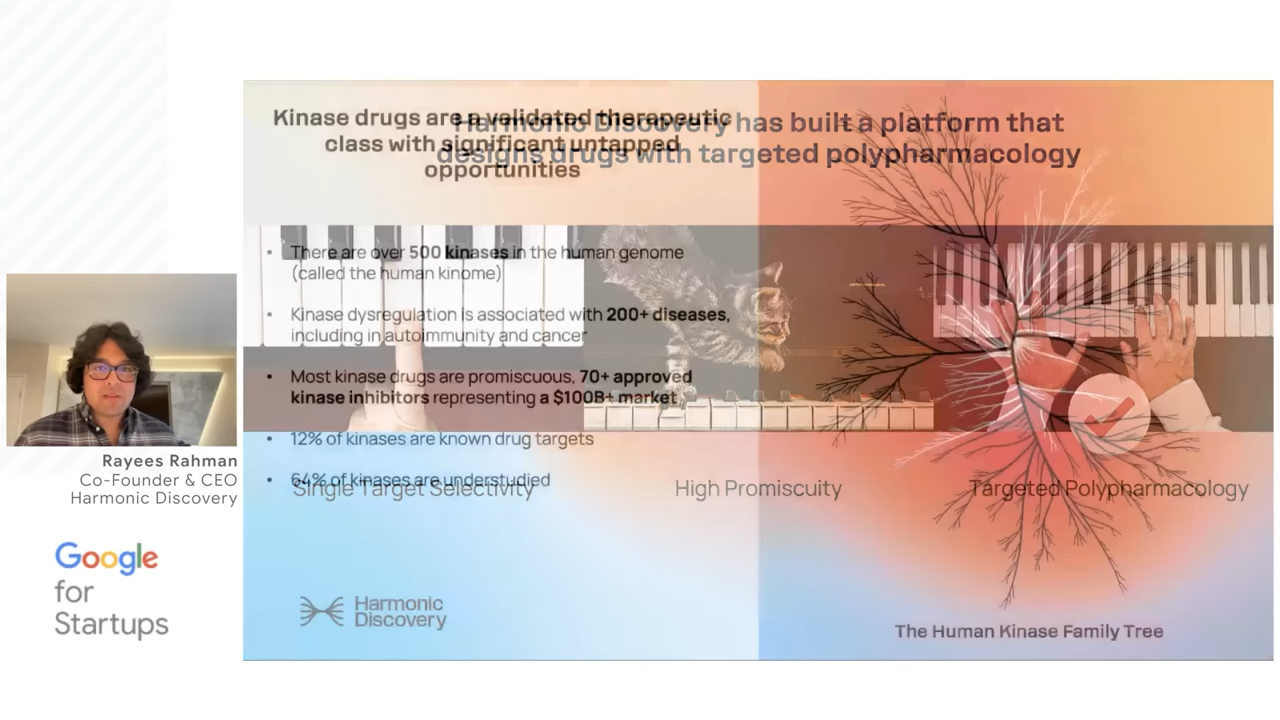 Kinase drugs are a validated therapeutic
class with significant untapped
opportunities
Harmonic Discovery has built a platform that
designs drugs with targeted polypharmacology
• There are over 500 kinases in the human genome
(called the human kinome)
• Kinase dysregulation is associated with 200+ diseases,
including in autoimmunity and cancer
• Most kinase drugs are promiscuous, 70+ approved
kinase inhibitors representing a $100B+ market
• 12% of kinases are known drug targets
• 64% of kinases are understudied
Single Target Selectivity
High Promiscuity
Targeted Polypharmacology
Harmonic
Discovery
The Human Kinase Family Tree
Rayees Rahman
Co-Founder & CEO
Harmonic Discovery
Google
for
Startups